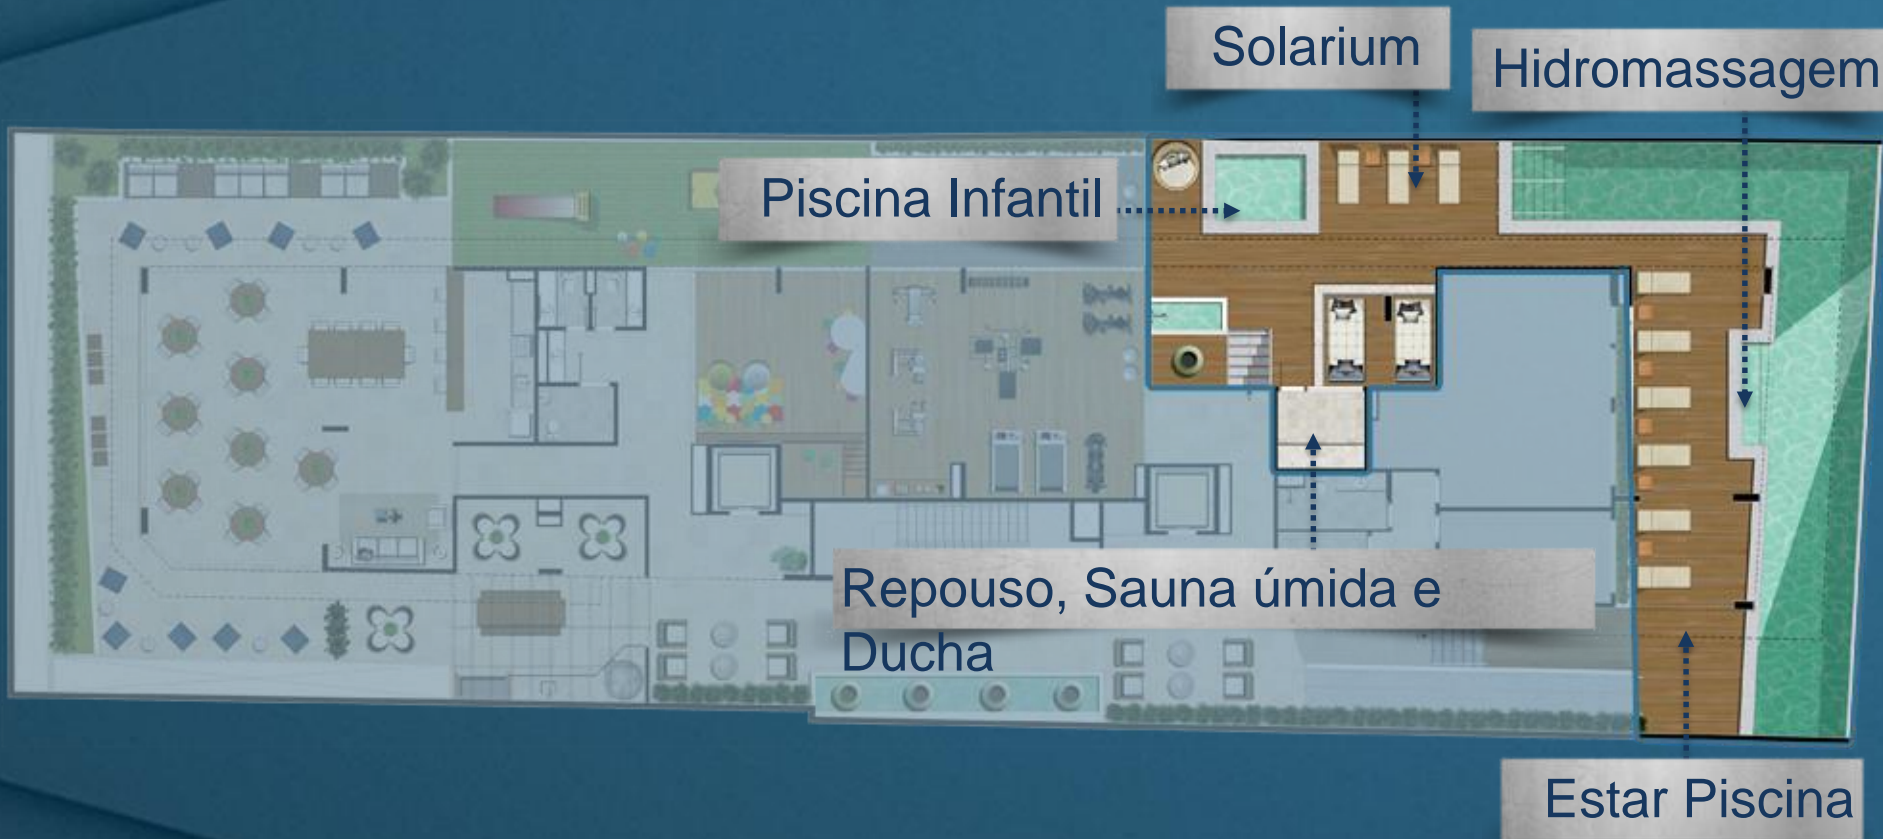 Solarium
Hidromassagem
Piscina Infantil
Repouso, Sauna úmida e
Ducha
Estar Piscina